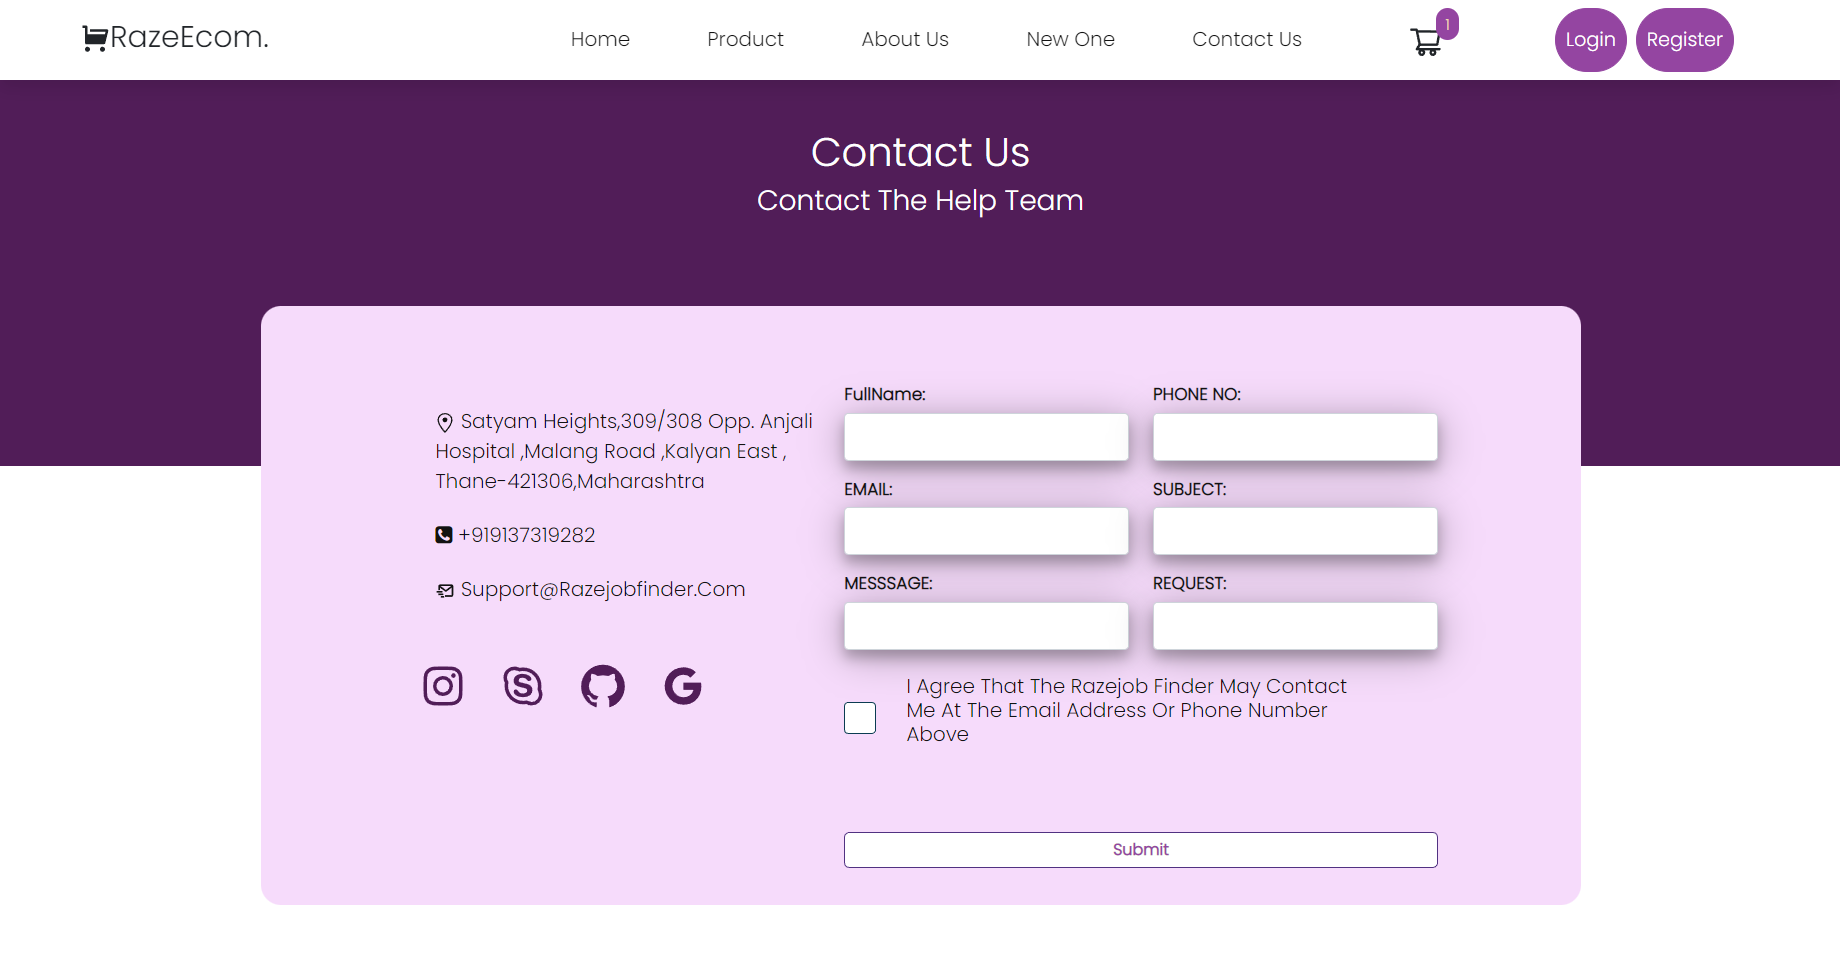 RazeEcom.
Home
Product
About Us
New One
Contact Us
1
Login
Register
Contact Us
Contact The Help Team
Satyam Heights,309/308 Opp. Anjali
Hospital ,Malang Road ,Kalyan East ,
Thane-421306,Maharashtra
+919137319282
Support@Razejobfinder.Com
FullName:
PHONE NO:
EMAIL:
SUBJECT:
MESSSAGE:
REQUEST:
I Agree That The Razejob Finder May Contact
Me At The Email Address Or Phone Number
Above
Submit